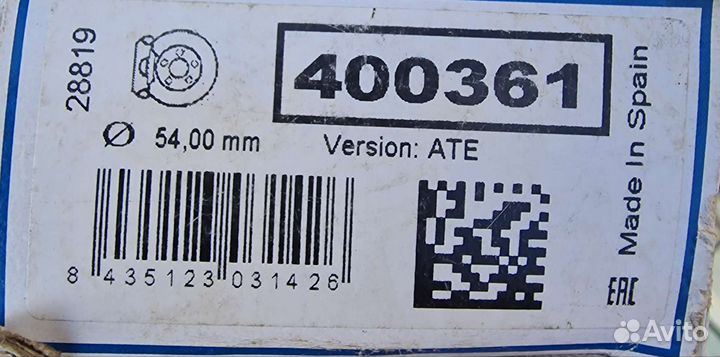 28819
400361
Ø 54,00 mm
Version: ATE
8 435123 031426
Made In Spain
EAC
Avito